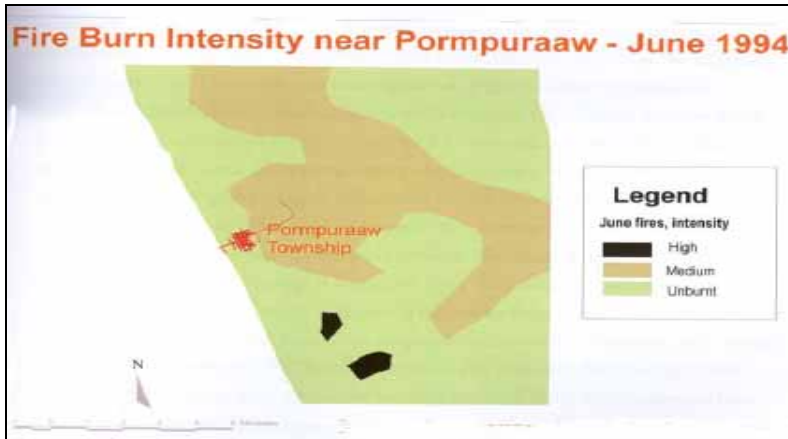 Fire Burn Intensity near Pormpuraaw - June 1994
Pormpuraaw
Township
Legend
June fires, intensity
High
Medium
Unburnt
N